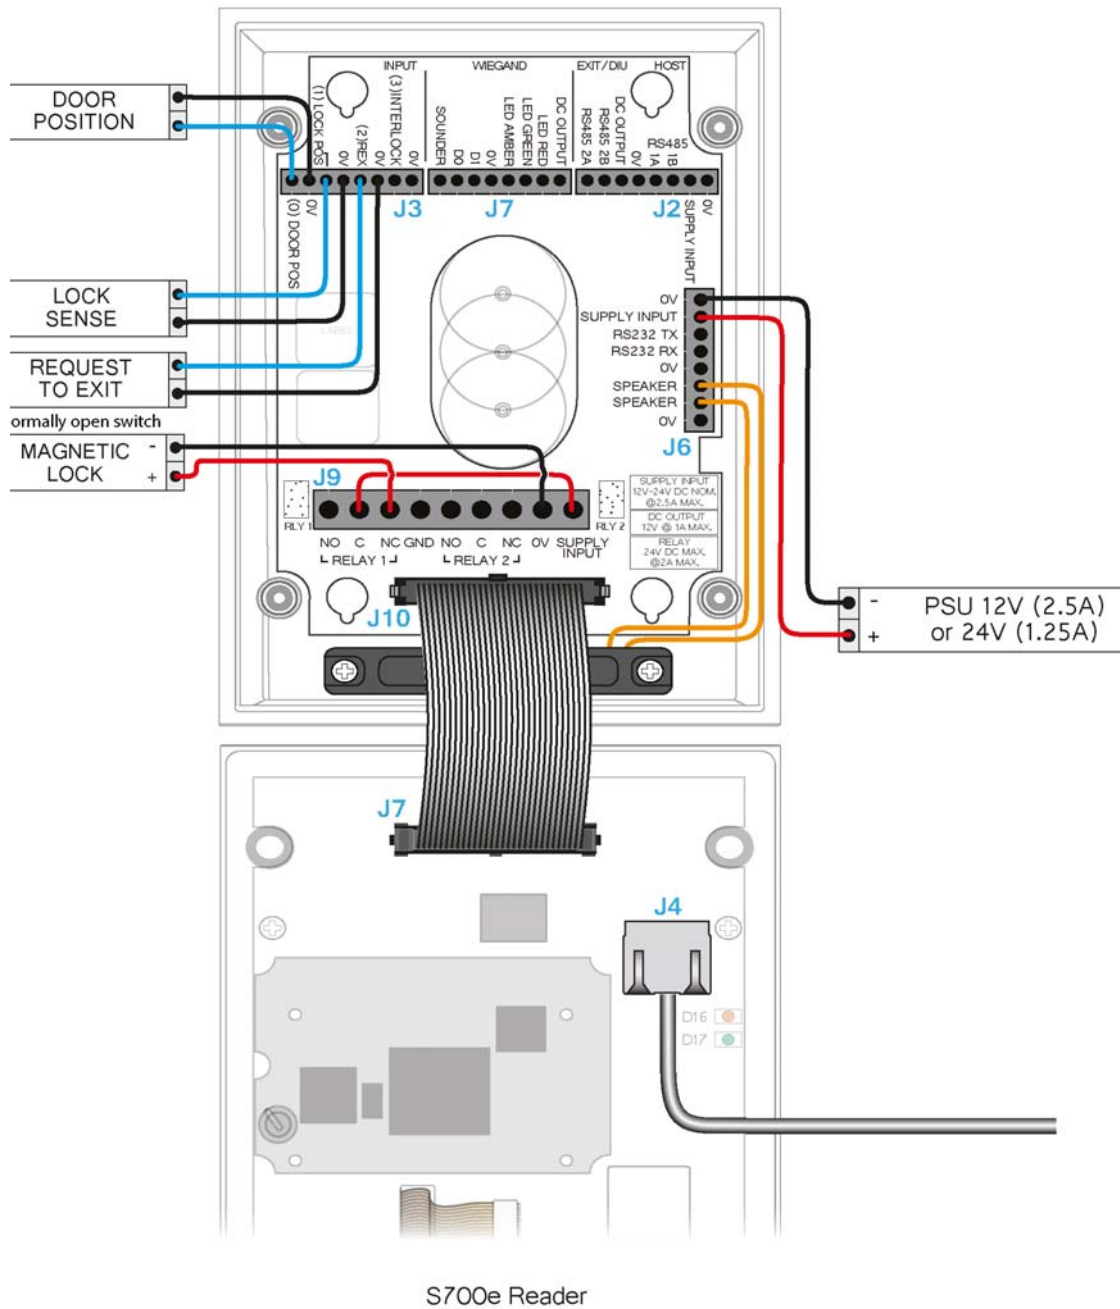 INPUT
WIEGAND
EXIT/DIU
HOST
DOOR
POSITION
(1) LOCK POS
0V
(2)REX
0V
(3)INTERLOCK
0V
SOUNDER
D0
D1
0V
LED AMBER
LED GREEN
LED RED
DC OUTPUT
RS485 2A
RS485 2B
DC OUTPUT
0V
RS485
1A
1B
J3
J7
J2
(0) DOOR POS
0V
SUPPLY INPUT
0V
LOCK
SENSE
LABEL
0V
SUPPLY INPUT
RS232 TX
RS232 RX
0V
SPEAKER
SPEAKER
0V
J6
REQUEST
TO EXIT
ormally open switch
MAGNETIC
LOCK
-
+
J9
RLY 1
RLY 2
SUPPLY INPUT
12V-24V DC NOM.
@2.5A MAX.
DC OUTPUT
12V @ 1A MAX.
RELAY
24V DC MAX.
@2A MAX.
NO C NC GND NO C NC 0V SUPPLY
INPUT
RELAY 1
RELAY 2
J10
-
+
PSU 12V (2.5A)
or 24V (1.25A)
J7
J4
D16
D17
S700e Reader